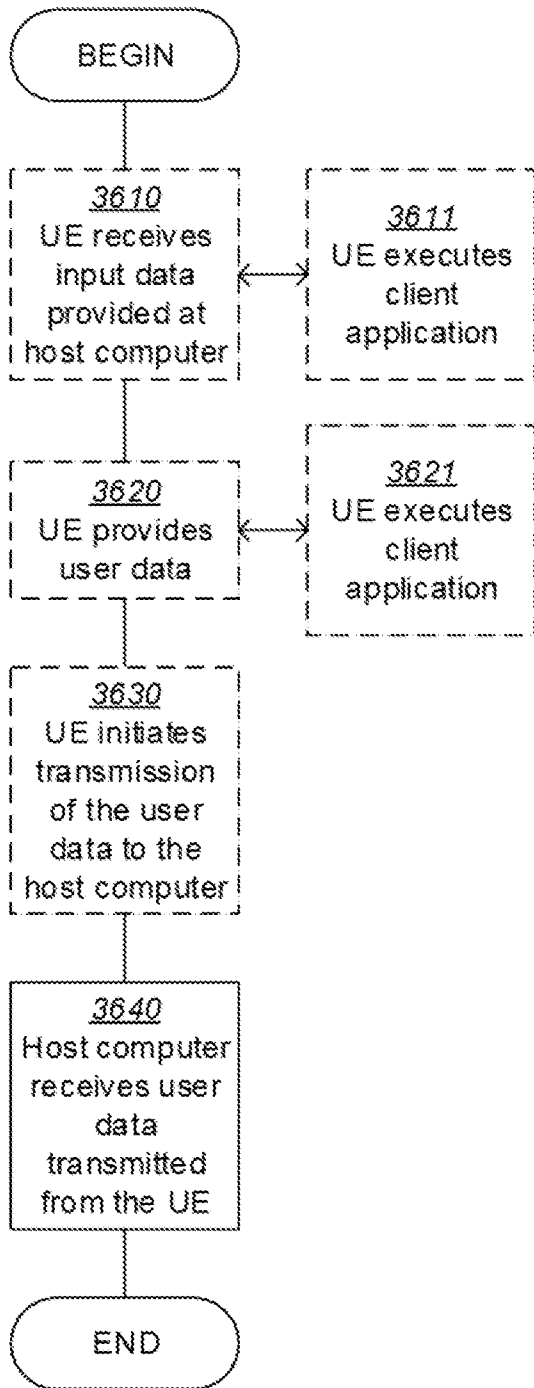 BEGIN
3610
UE receives
input data
provided at
host computer
3611
UE executes
client
application
3620
UE provides
user data
3621
UE executes
client
application
3630
UE initiates
transmission
of the user
data to the
host computer
3640
Host computer
receives user
data
transmitted
from the UE
END